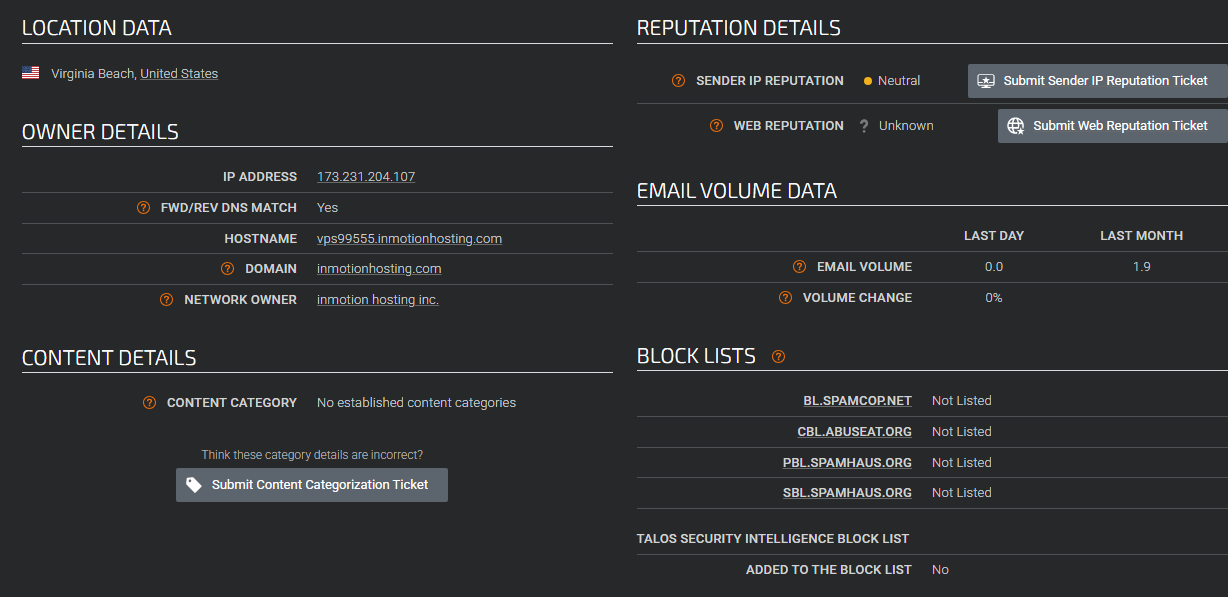 LOCATION DATA
Virginia Beach, United States
OWNER DETAILS
IP ADDRESS 173.231.204.107
? FWD/REV DNS MATCH Yes
HOSTNAME vps99555.inmotionhosting.com
? DOMAIN inmotionhosting.com
? NETWORK OWNER inmotion hosting inc.
CONTENT DETAILS
? CONTENT CATEGORY No established content categories
Think these category details are incorrect?
Submit Content Categorization Ticket
REPUTATION DETAILS
? SENDER IP REPUTATION Neutral Submit Sender IP Reputation Ticket
? WEB REPUTATION ? Unknown Submit Web Reputation Ticket
EMAIL VOLUME DATA
LAST DAY LAST MONTH
? EMAIL VOLUME 0.0 1.9
? VOLUME CHANGE 0%
BLOCK LISTS ?
BL.SPAMCOP.NET Not Listed
CBL.ABUSEAT.ORG Not Listed
PBL.SPAMHAUS.ORG Not Listed
SBL.SPAMHAUS.ORG Not Listed
TALOS SECURITY INTELLIGENCE BLOCK LIST
ADDED TO THE BLOCK LIST No